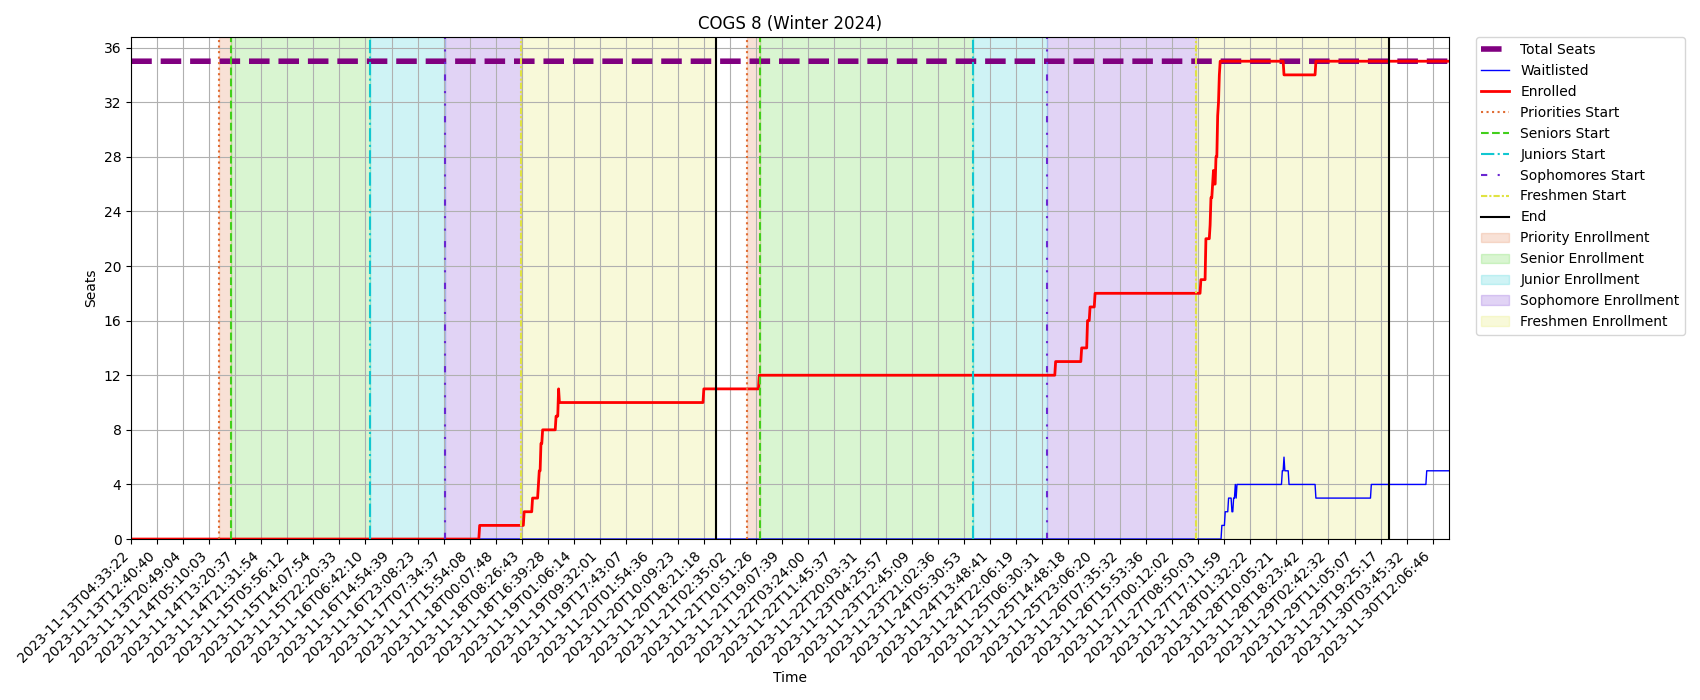 COGS 8 (Winter 2024)
Seats
36
32
28
24
20
16
12
8
4
0
2023-11-13T04:33:22
2023-11-13T12:40:40
2023-11-13T20:49:04
2023-11-14T05:10:03
2023-11-14T13:20:37
2023-11-14T21:31:54
2023-11-15T05:56:12
2023-11-15T14:07:54
2023-11-15T22:20:33
2023-11-16T06:42:10
2023-11-16T14:54:39
2023-11-16T23:08:23
2023-11-17T07:34:37
2023-11-17T15:54:08
2023-11-18T00:07:48
2023-11-18T08:26:43
2023-11-18T16:39:28
2023-11-19T01:06:14
2023-11-19T09:32:01
2023-11-19T17:43:07
2023-11-20T01:54:36
2023-11-20T10:09:23
2023-11-20T18:21:18
2023-11-21T02:35:02
2023-11-21T10:51:26
2023-11-21T19:07:39
2023-11-22T03:24:00
2023-11-22T11:45:37
2023-11-22T20:03:31
2023-11-23T04:25:57
2023-11-23T12:45:09
2023-11-23T21:02:36
2023-11-24T05:30:53
2023-11-24T13:48:41
2023-11-24T22:06:19
2023-11-25T06:30:31
2023-11-25T14:48:18
2023-11-25T23:06:20
2023-11-26T07:35:32
2023-11-26T15:53:36
2023-11-27T00:12:02
2023-11-27T08:50:03
2023-11-27T17:11:59
2023-11-28T01:32:22
2023-11-28T10:05:21
2023-11-28T18:23:42
2023-11-29T02:42:32
2023-11-29T11:05:07
2023-11-29T19:25:17
2023-11-30T03:45:32
2023-11-30T12:06:46
Time
Total Seats
Waitlisted
Enrolled
Priorities Start
Seniors Start
Juniors Start
Sophomores Start
Freshmen Start
End
Priority Enrollment
Senior Enrollment
Junior Enrollment
Sophomore Enrollment
Freshmen Enrollment